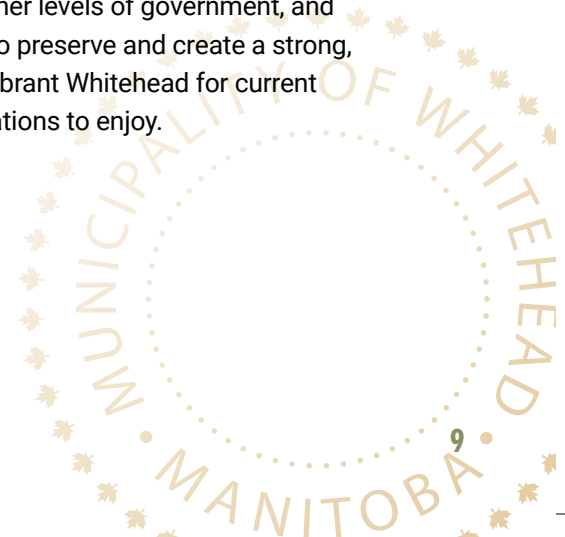 her levels of government, and
o preserve and create a strong,
brant Whitehead for current
ations to enjoy.
MUNICIPALITY OF WHITEHEAD
• MANITOBA •
9